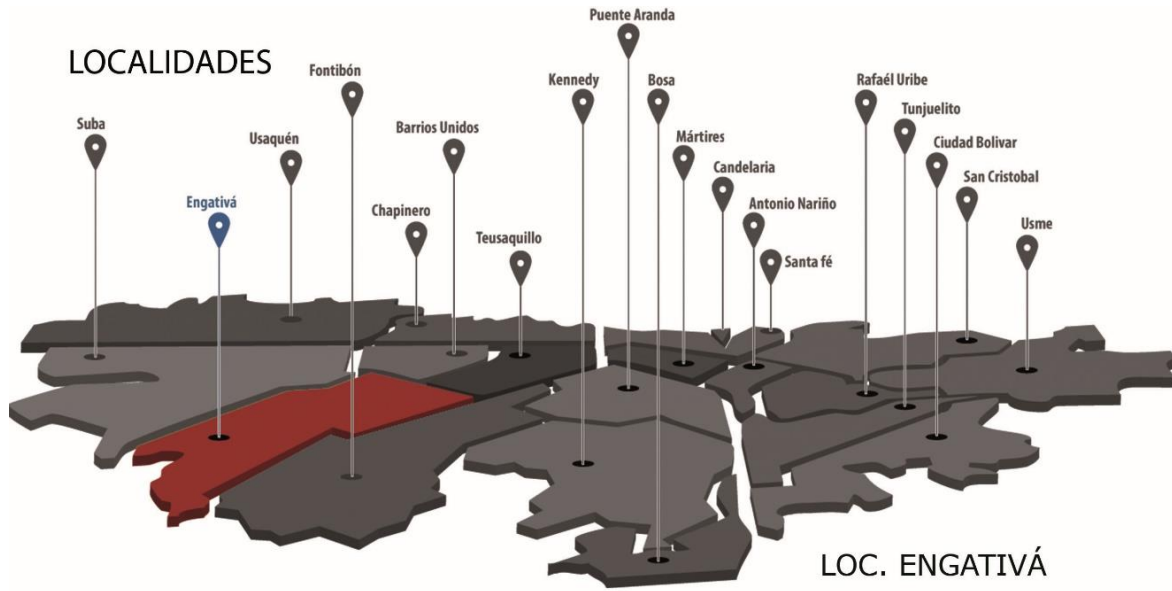 LOCALIDADES
Puente Aranda
Fontibón
Kennedy
Bosa
Rafaél Uribe
Tunjuelito
Suba
Usaquén
Barrios Unidos
Mártires
Ciudad Bolivar
Candelaria
San Cristobal
Engativá
Chapinero
Antonio Nariño
Usme
Teusaquillo
Santa fé
LOC. ENGATIVÁ